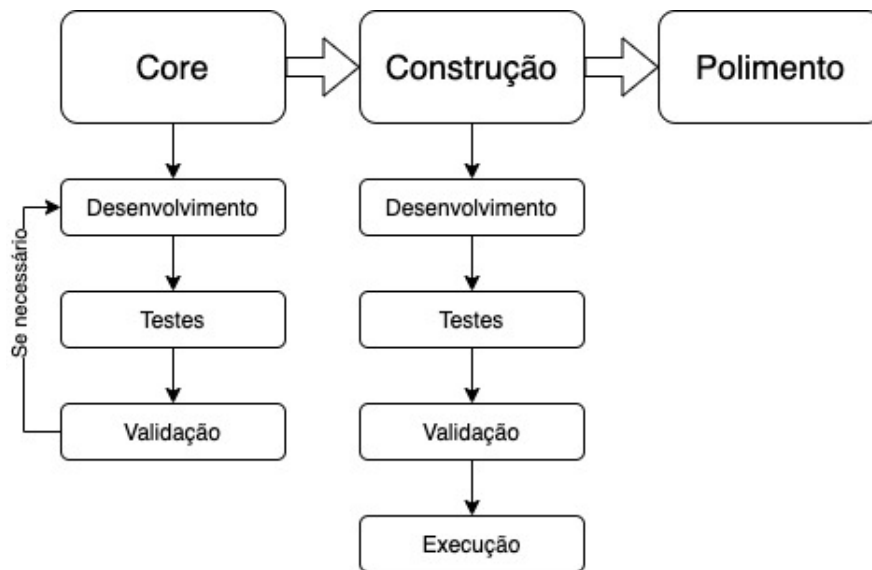 Core
Construção
Polimento
Desenvolvimento
Testes
Validação
Se necessário
Desenvolvimento
Testes
Validação
Execução